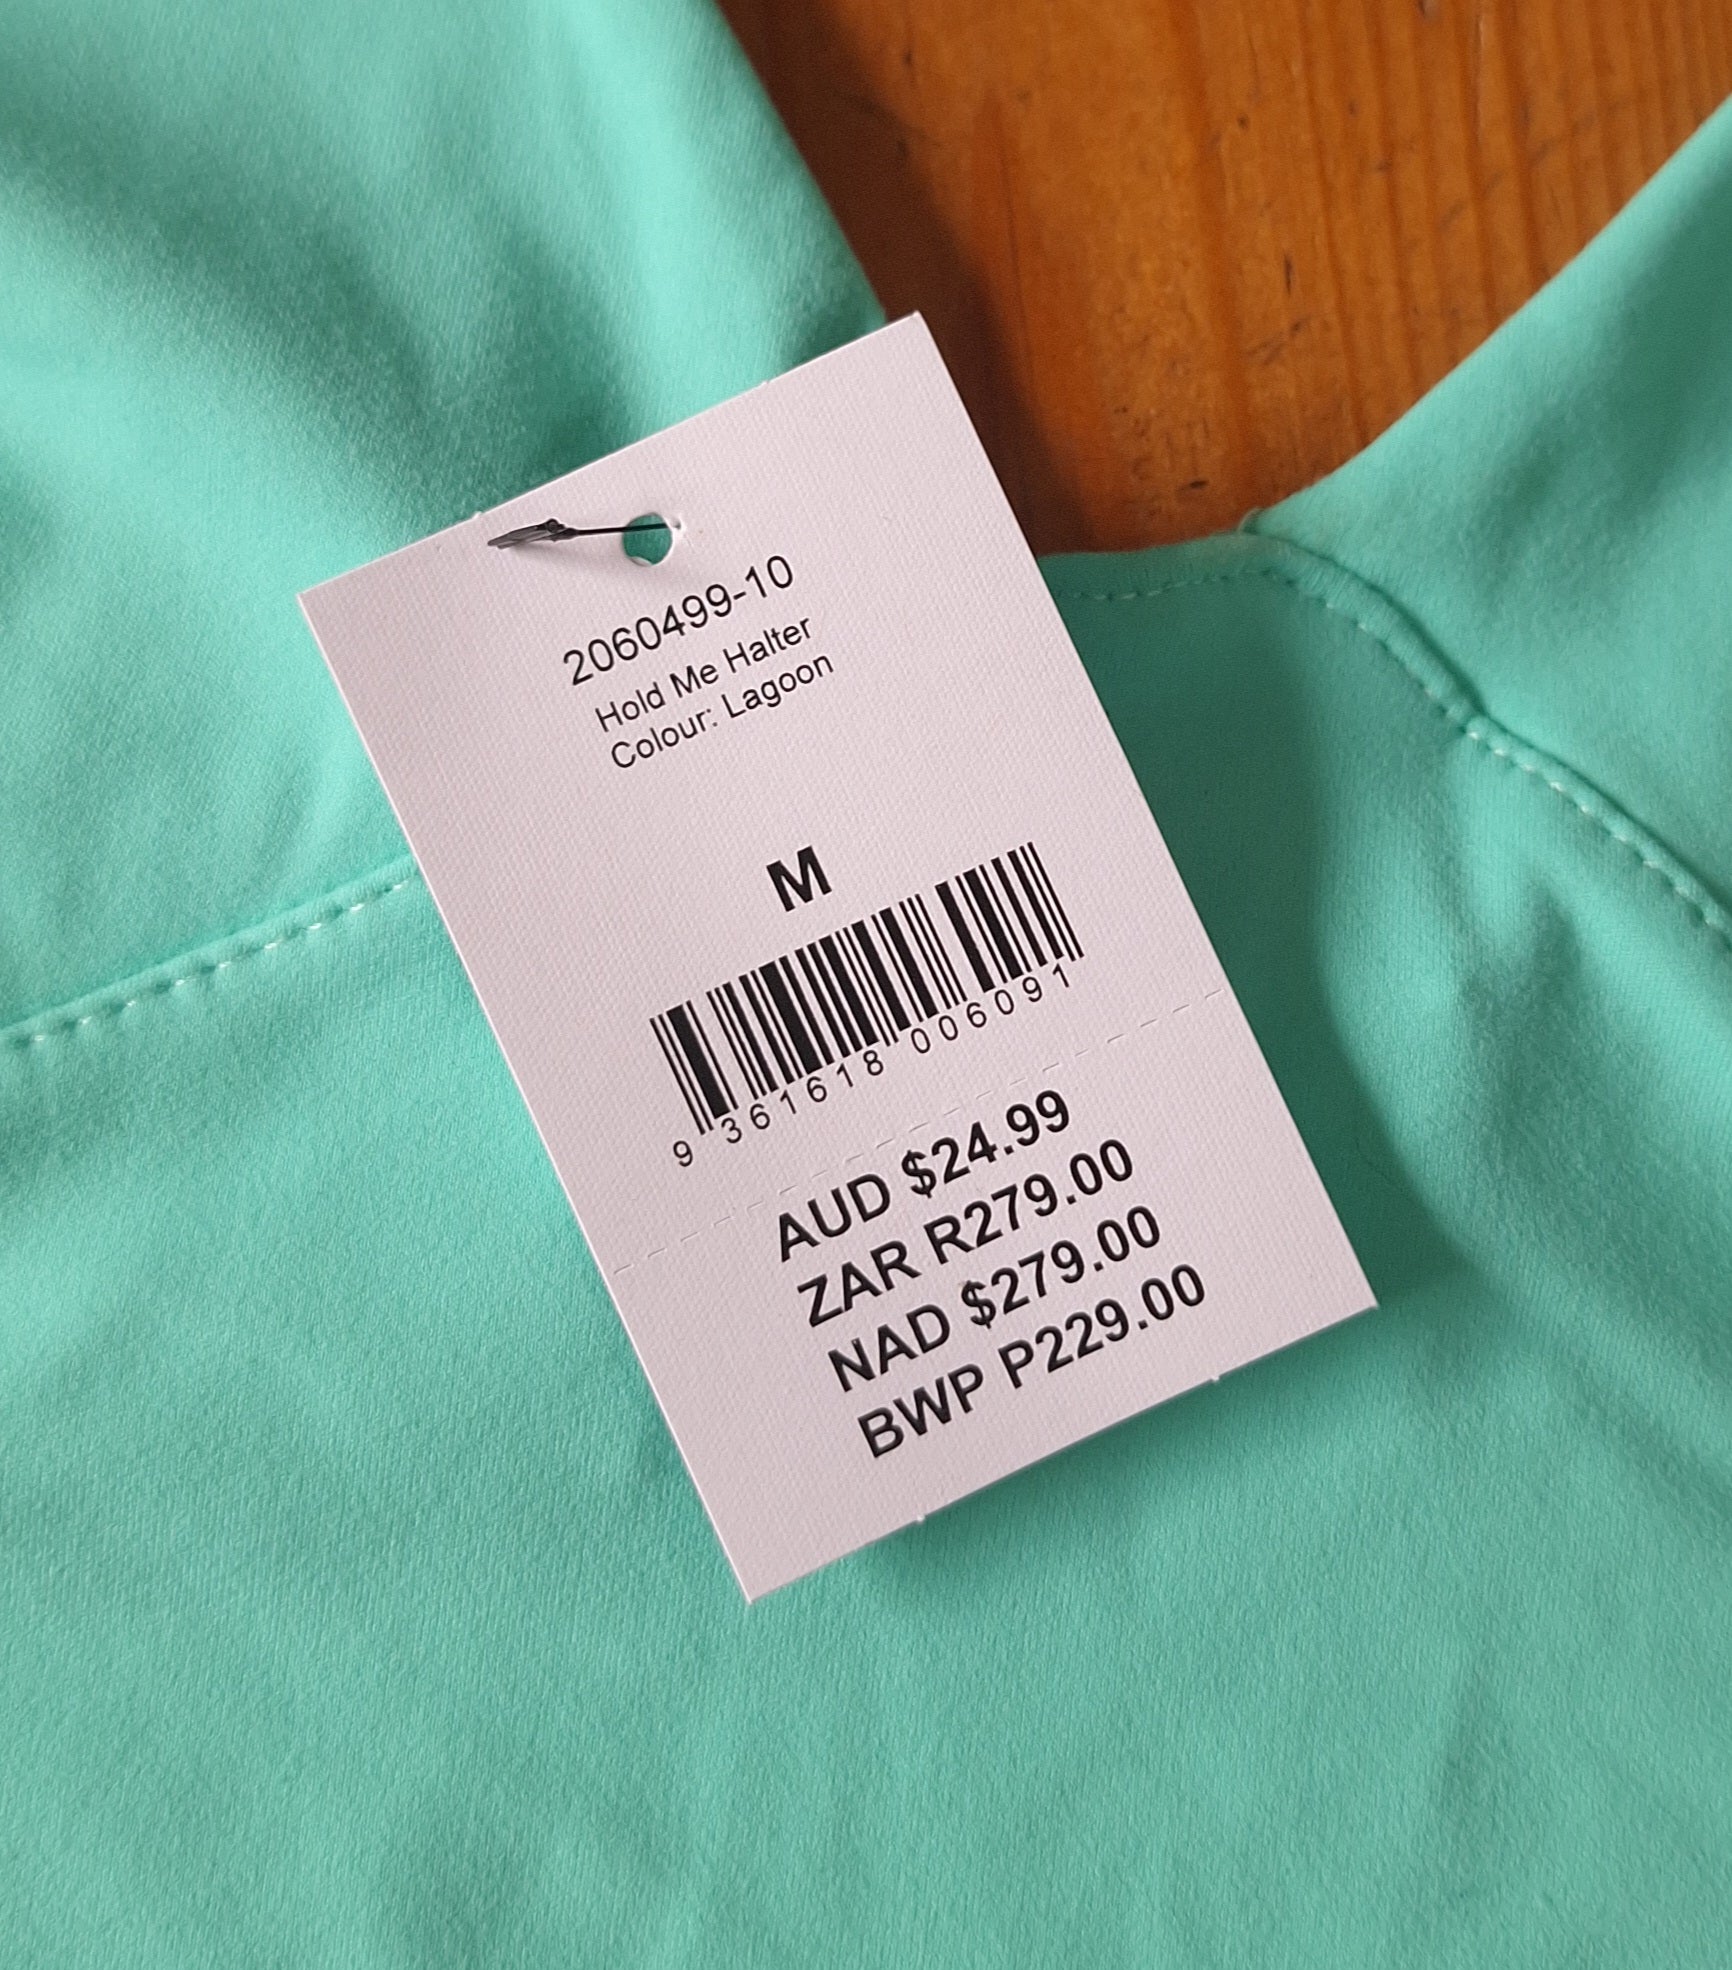 2060499-10
Hold Me Halter
Colour: Lagoon
M
9 361618 006091
AUD $24.99
ZAR R279.00
NAD $279.00
BWP P229.00